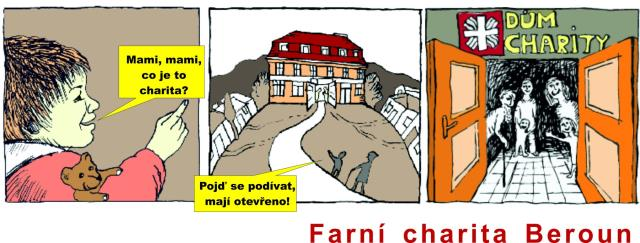 Mami, mami,
co je to
charita?
Pojď se podívat,
mají otevřeno!
DŮM
CHARITY
Farní charita Beroun